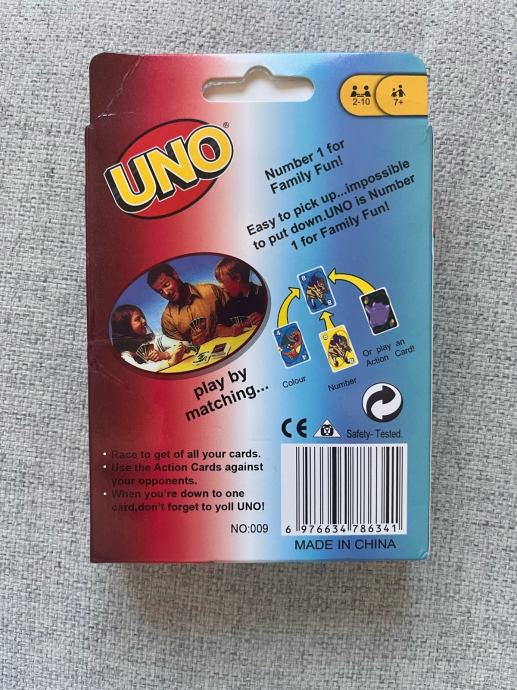 2-10
7+
UNO®
Number 1 for
Family Fun!
Easy to pick up...impossible
to put down.UNO is Number
1 for Family Fun!
play by
matching...
Colour
Number
Or play an
Action Card!
CE
Safety- Tested.
• Race to get of all your cards.
• Use the Action Cards against
your opponents.
• When you're down to one
card,don't forget to yoll UNO!
NO:009
6 976634 786341
MADE IN CHINA